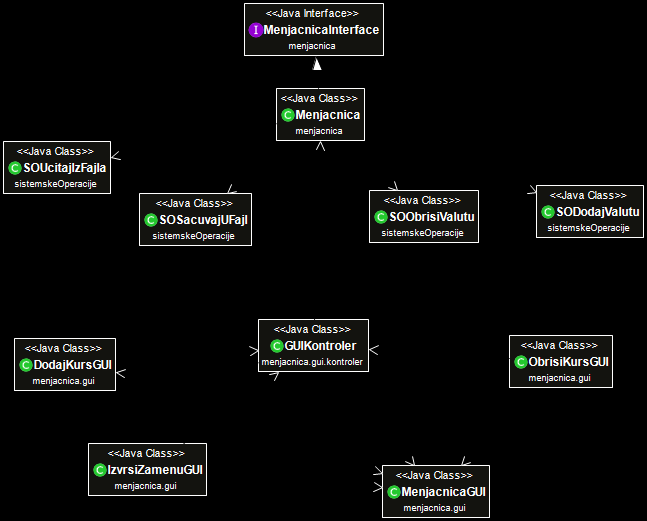 <<Java Interface>>
I MenjacnicaInterface
menjacnica
<<Java Class>>
C Menjacnica
menjacnica
<<Java Class>>
C SOUcitajIzFajla
sistemskeOperacije
<<Java Class>>
C SOSacuvajUFajl
sistemskeOperacije
<<Java Class>>
C SOObrisiValutu
sistemskeOperacije
<<Java Class>>
C SODodajValutu
sistemskeOperacije
<<Java Class>>
C DodajKursGUI
menjacnica.gui
<<Java Class>>
C GUIKontroler
menjacnica.gui.kontroler
<<Java Class>>
C ObrisiKursGUI
menjacnica.gui
<<Java Class>>
C IzvrsiZamenuGUI
menjacnica.gui
<<Java Class>>
C MenjacnicaGUI
menjacnica.gui